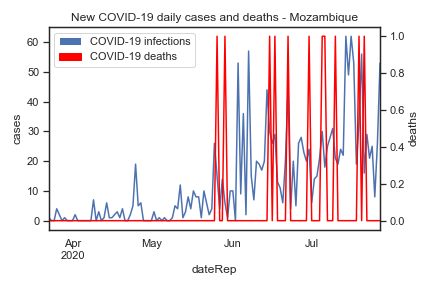 New COVID-19 daily cases and deaths - Mozambique
COVID-19 infections
COVID-19 deaths
60
50
40
30
20
10
0
cases
1.0
0.8
0.6
0.4
0.2
0.0
deaths
Apr
2020
May
Jun
Jul
dateRep